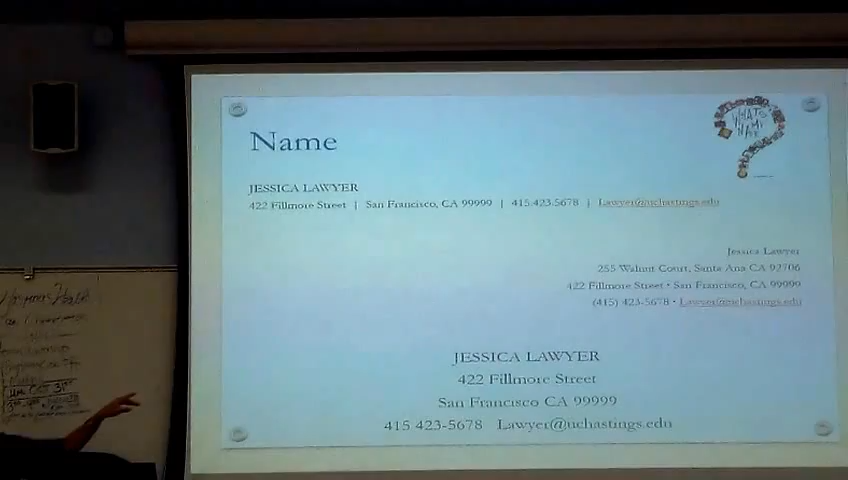 Name
JESSICA LAWYER
422 Fillmore Street | San Francisco, CA 99999 | 415.423.5678 | Lawyer@uchastings.edu
Jessica Lawyer
255 Walnut Court, Santa Ana CA 92706
422 Fillmore Street • San Francisco, CA 99999
(415) 423-5678 • Lawyer@uchastings.edu
JESSICA LAWYER
422 Fillmore Street
San Francisco CA 99999
415 423-5678 Lawyer@uchastings.edu
OCT 31st